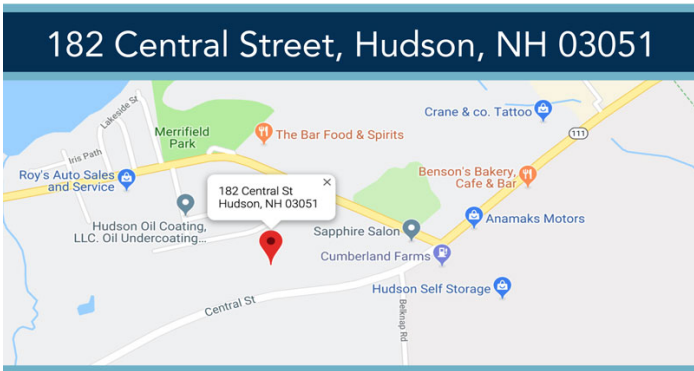 182 Central Street, Hudson, NH 03051
Lakeside St
Crane & co. Tattoo
111
Merrifield
Park
The Bar Food & Spirits
Iris Path
Roy's Auto Sales
and Service
Benson's Bakery,
Cafe & Bar
182 Central St
Hudson, NH 03051
×
Hudson Oil Coating,
LLC. Oil Undercoating...
Sapphire Salon
Anamaks Motors
Cumberland Farms
Hudson Self Storage
Central St
Belknap Rd